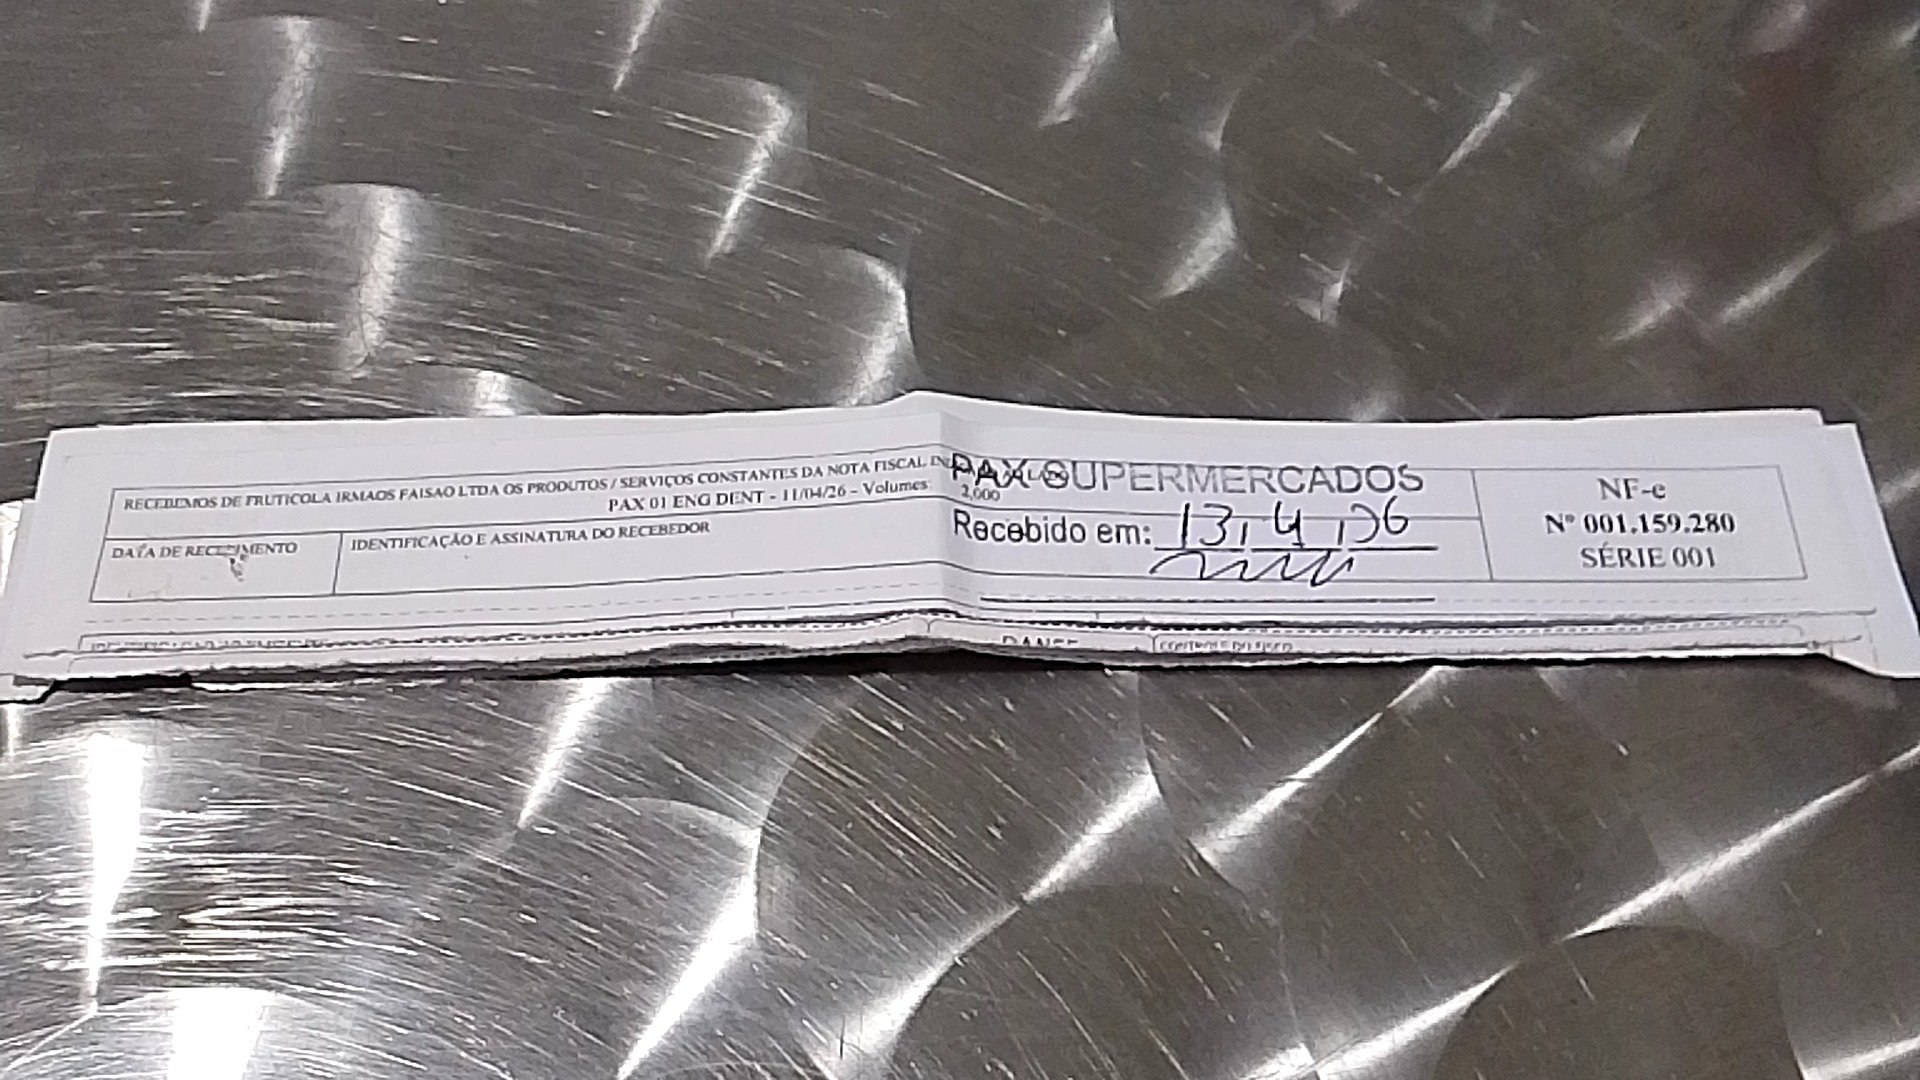 RECEBEMOS DE FRUTICOLA IRMAOS FAISAO LTDA OS PRODUTOS / SERVIÇOS CONSTANTES DA NOTA FISCAL
PAX 01 ENG DENT - 11/04/26 - Volumes: 2,000
DATA DE RECEBIMENTO
IDENTIFICAÇÃO E ASSINATURA DO RECEBEDOR
PAX SUPERMERCADOS
Recebido em: 13, 4, 26
NF-e
Nº 001.159.280
SÉRIE 001
DANFE